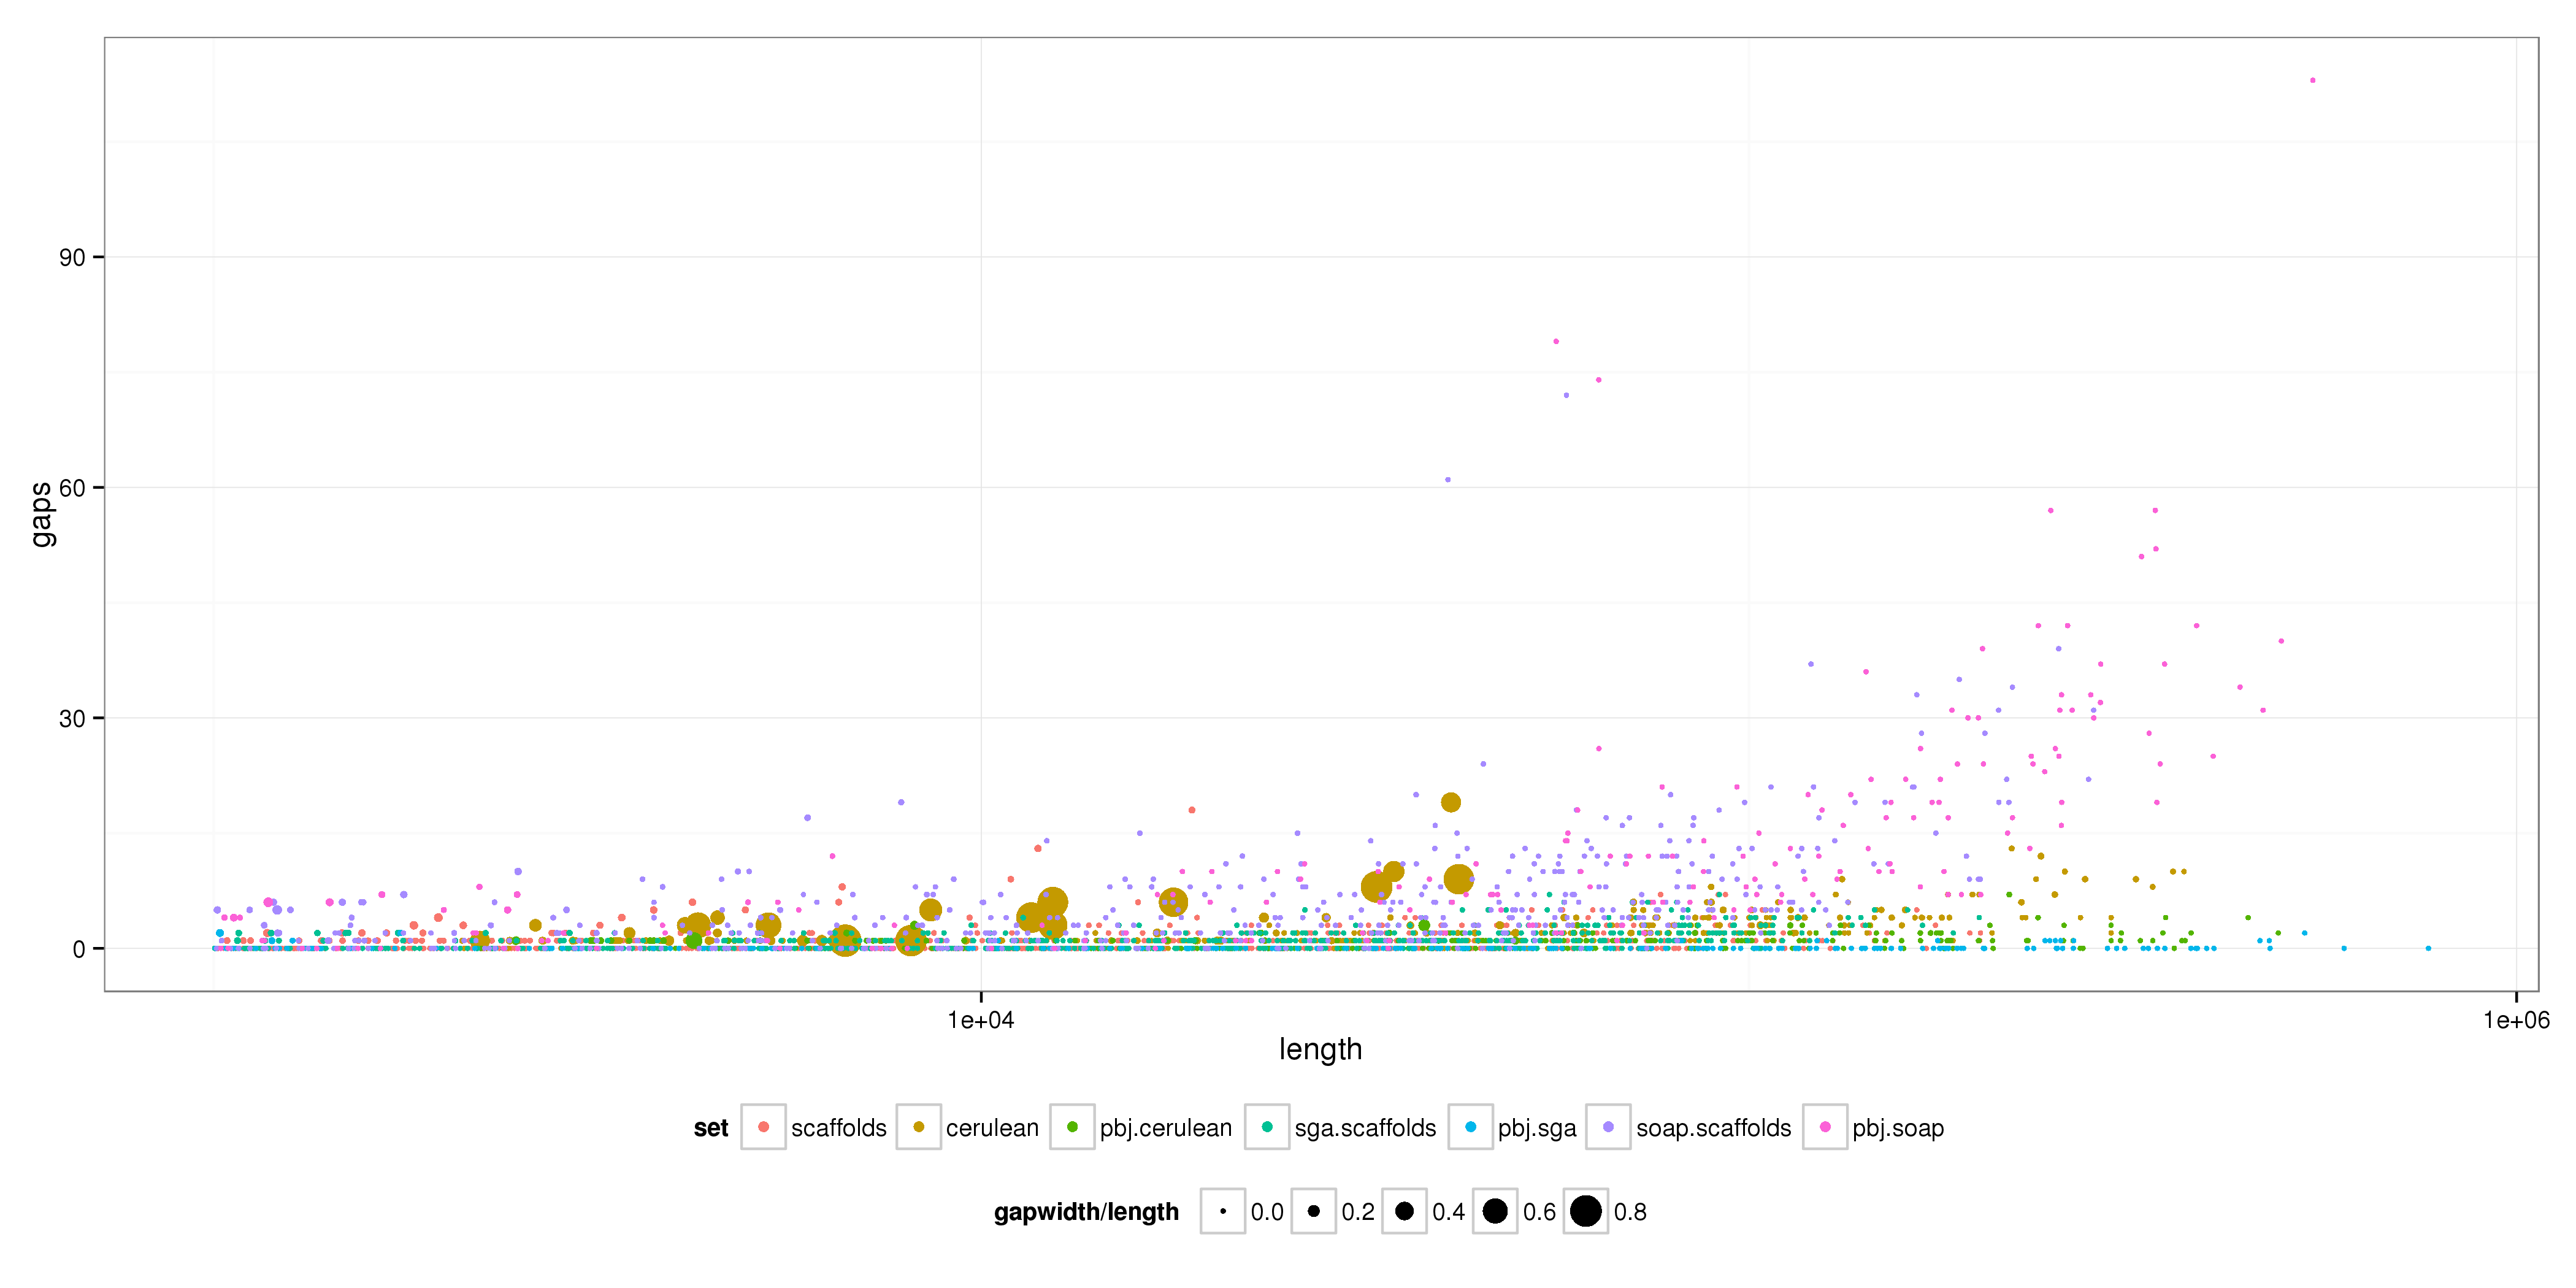 90
60
30
0
gaps
1e+04
1e+06
length
set scaffolds cerulean pbj.cerulean sga.scaffolds pbj.sga soap.scaffolds pbj.soap
gapwidth/length 0.0 0.2 0.4 0.6 0.8